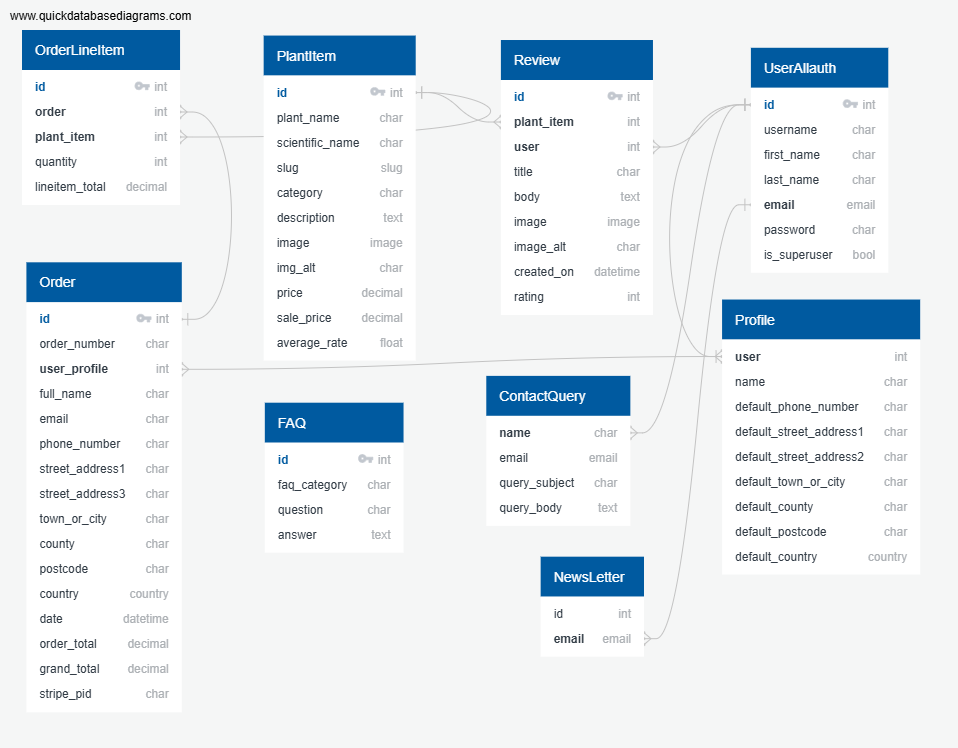 www.quickdatabasediagrams.com
OrderLineItem
id int
order int
plant_item int
quantity int
lineitem_total decimal
PlantItem
id int
plant_name char
scientific_name char
slug slug
category char
description text
image image
img_alt char
price decimal
sale_price decimal
average_rate float
Review
id int
plant_item int
user int
title char
body text
image image
image_alt char
created_on datetime
rating int
UserAllauth
id int
username char
first_name char
last_name char
email email
password char
is_superuser bool
Order
id int
order_number char
user_profile int
full_name char
email char
phone_number char
street_address1 char
street_address3 char
town_or_city char
county char
postcode char
country country
date datetime
order_total decimal
grand_total decimal
stripe_pid char
FAQ
id int
faq_category char
question char
answer text
ContactQuery
name char
email email
query_subject char
query_body text
Profile
user int
name char
default_phone_number char
default_street_address1 char
default_street_address2 char
default_town_or_city char
default_county char
default_postcode char
default_country country
NewsLetter
id int
email email